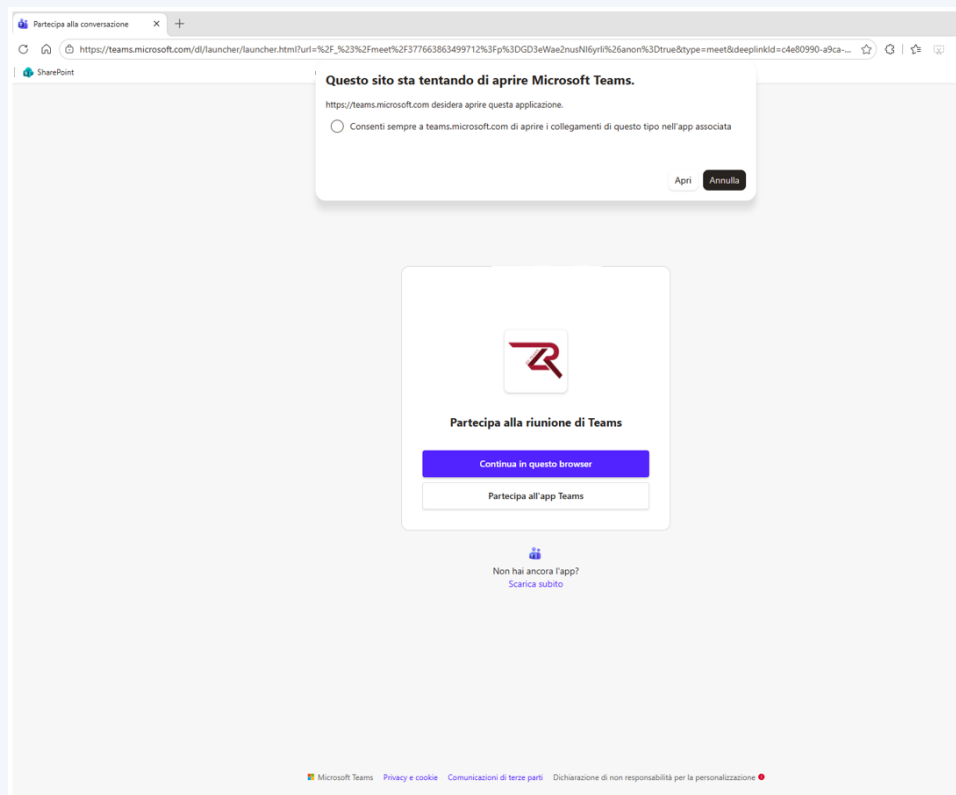 Partecipa alla conversazione
https://teams.microsoft.com/dl/launcher/launcher.html?url=%2F_%23%2Fmeet%2F377663863499712%3Fp%3DGD3eWae2nusNI6yrli%26anon%3Dtrue&type=meet&deeplinkId=c4e80990-a9ca-...
SharePoint
Questo sito sta tentando di aprire Microsoft Teams.
https://teams.microsoft.com desidera aprire questa applicazione.
Consenti sempre a teams.microsoft.com di aprire i collegamenti di questo tipo nell'app associata
Apri Annulla
Partecipa alla riunione di Teams
Continua in questo browser
Partecipa all'app Teams
Non hai ancora l'app?
Scarica subito
Microsoft Teams Privacy e cookie Comunicazioni di terze parti Dichiarazione di non responsabilità per la personalizzazione